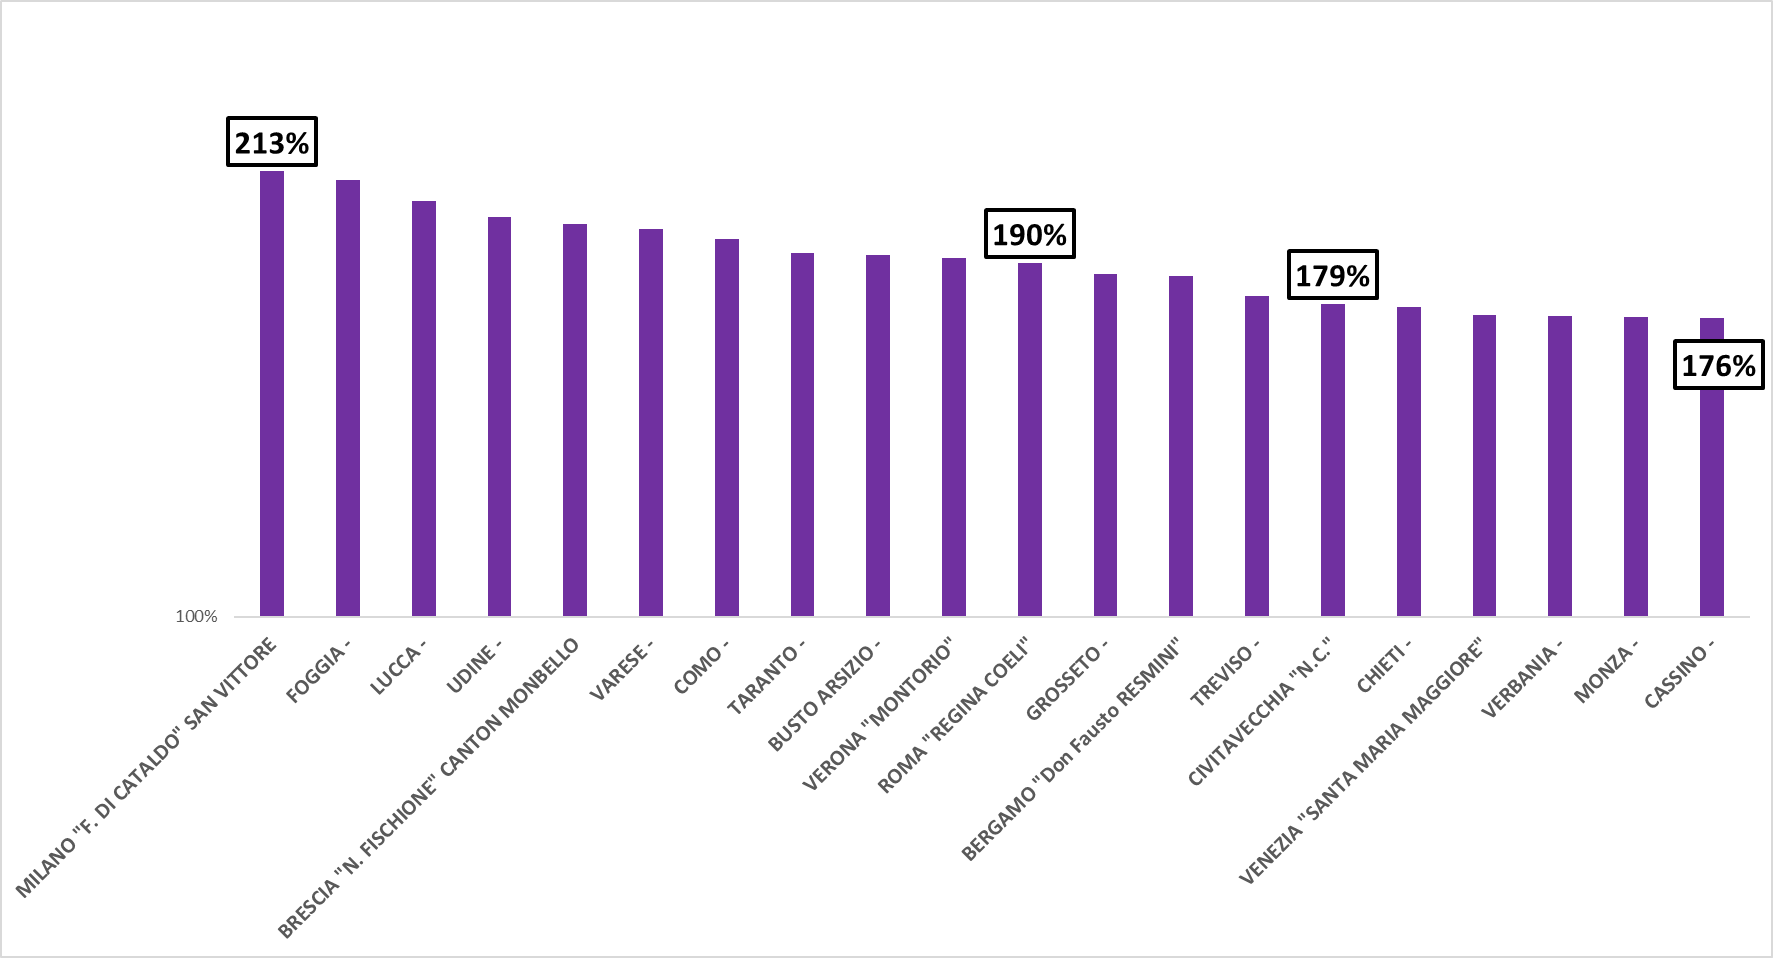 213%
190%
179%
176%
100%
MILANO "F. DI CATALDO" SAN VITTORE
FOGGIA -
LUCCA -
UDINE -
BRESCIA "N. FISCHIONE" CANTON MONBELLO
VARESE -
COMO -
TARANTO -
BUSTO ARSIZIO -
VERONA "MONTORIO"
ROMA "REGINA COELI"
GROSSETO -
BERGAMO "Don Fausto RESMINI"
TREVISO -
CIVITAVECCHIA "N.C."
CHIETI -
VENEZIA "SANTA MARIA MAGGIORE"
VERBANIA -
MONZA -
CASSINO -